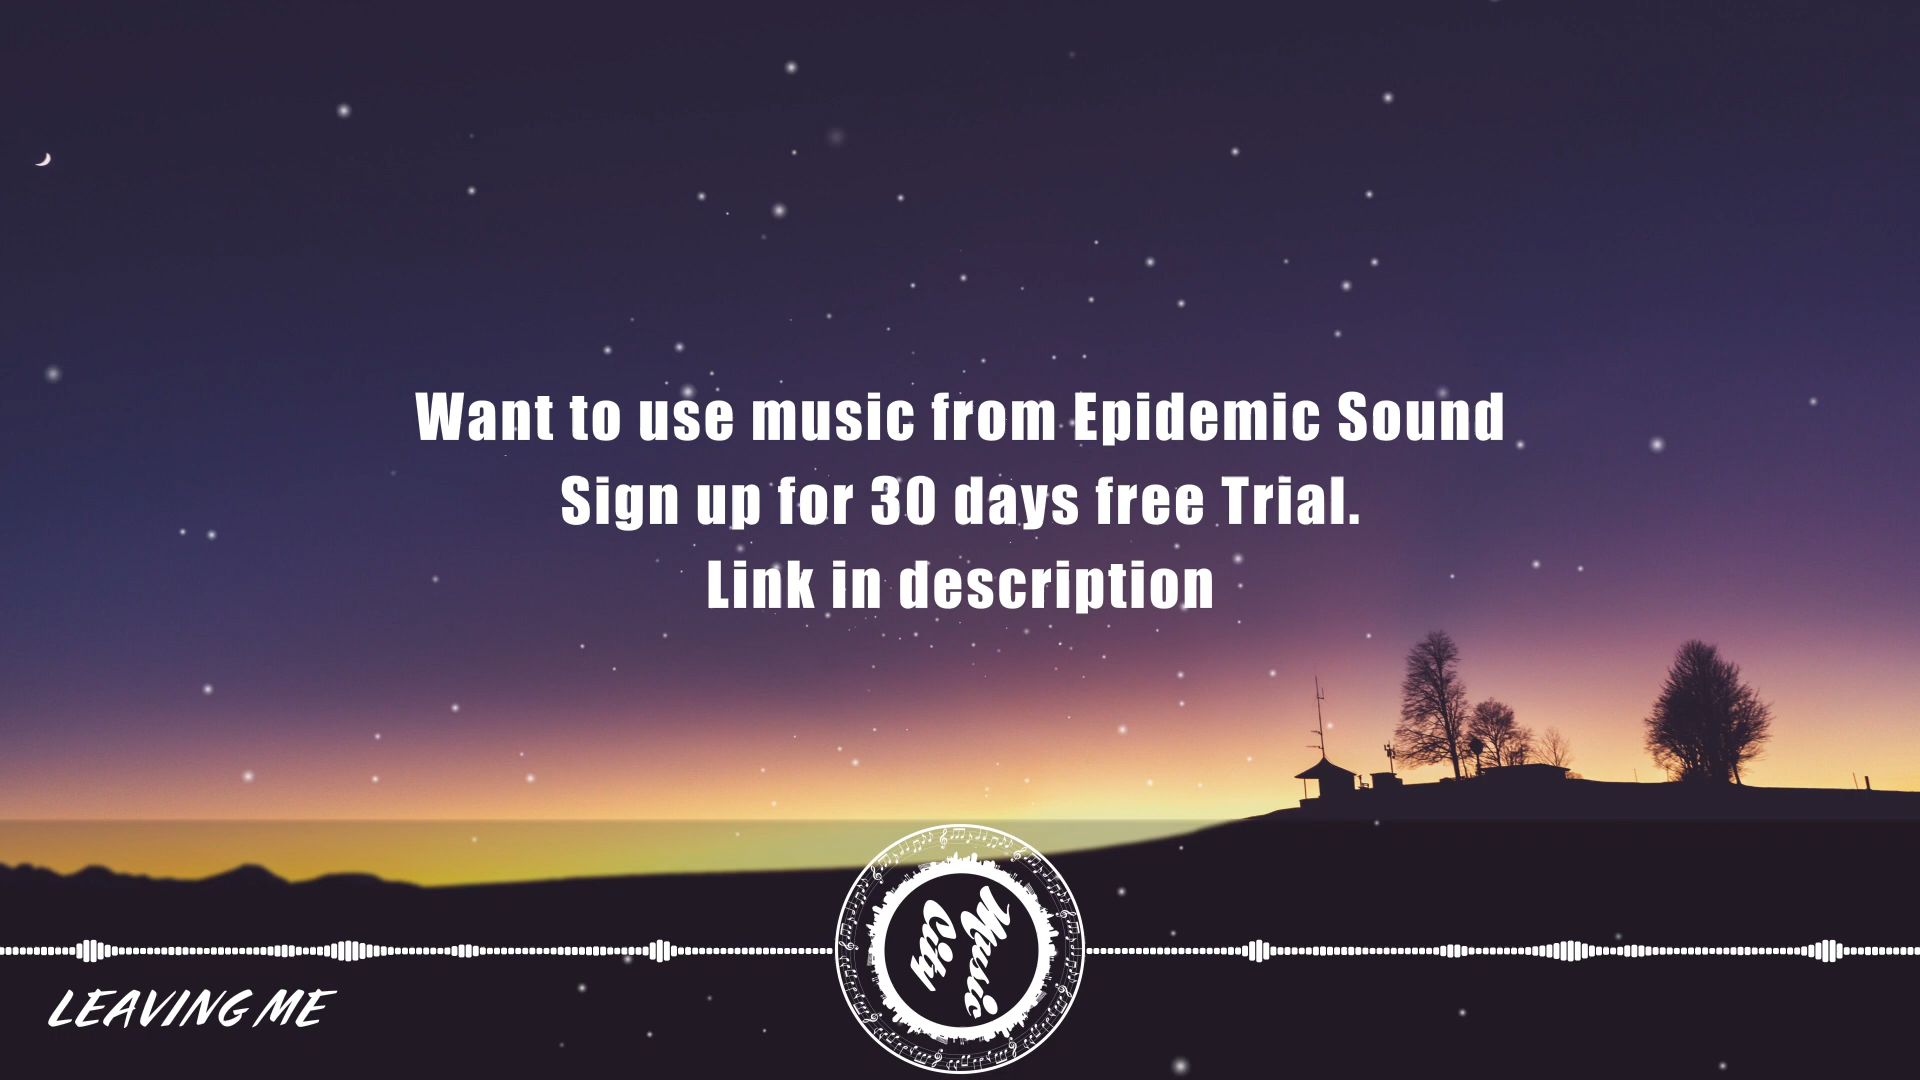 Want to use music from Epidemic Sound
Sign up for 30 days free Trial.
Link in description
Music
City
LEAVING ME